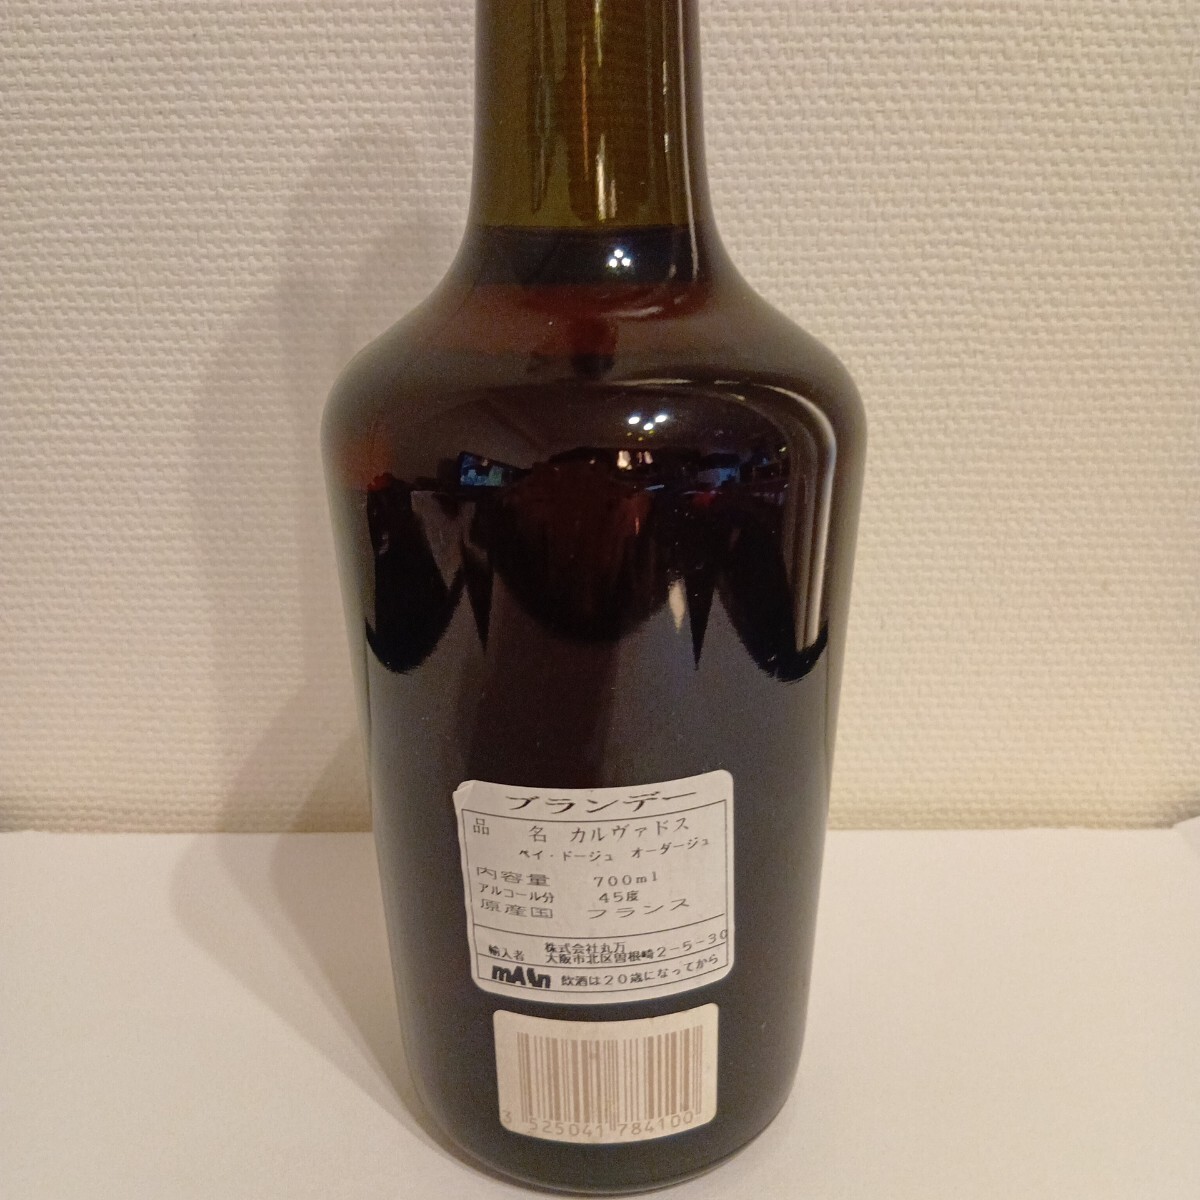 ブランデー
品 名 カルヴァドス
ペイ・ドージュ オーダージュ
内容量 700ml
アルコール分 45度
原産国 フランス
輸入者 株式会社丸万
大阪市北区曽根崎2-5-30
飲酒は20歳になってから
3 525041 784100